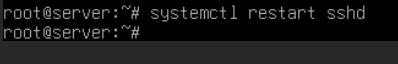 root@server:~# systemctl restart sshd
root@server:~#